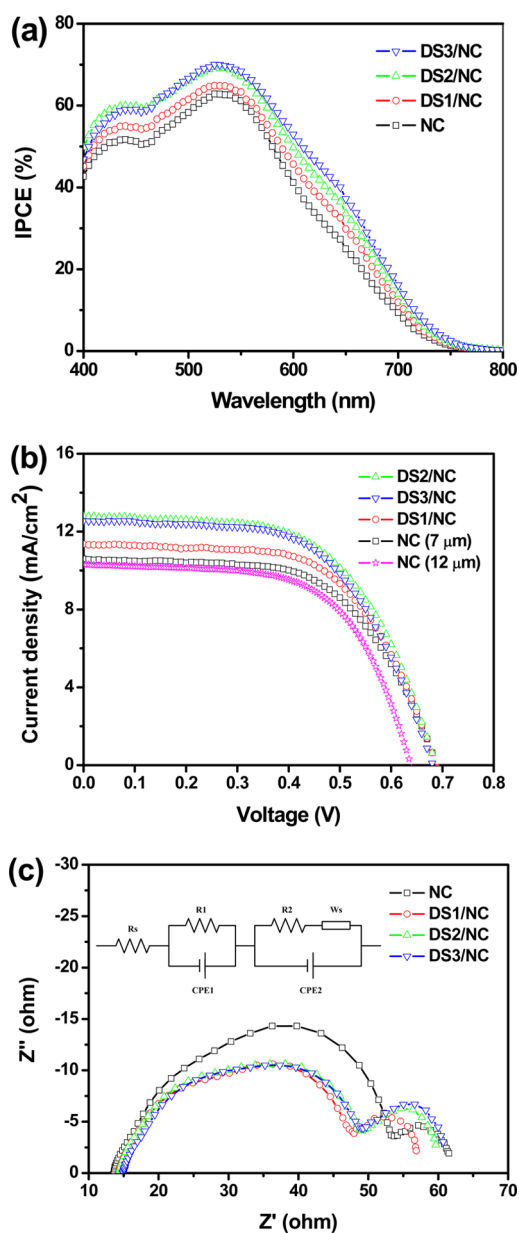 (a)
80
60
40
20
0
IPCE (%)
DS3/NC
DS2/NC
DS1/NC
NC
400 500 600 700 800
Wavelength (nm)
(b)
16
12
8
4
0
Current density (mA/cm²)
DS2/NC
DS3/NC
DS1/NC
NC (7 μm)
NC (12 μm)
0.0 0.1 0.2 0.3 0.4 0.5 0.6 0.7 0.8
Voltage (V)
(c)
-30
-25
-20
-15
-10
-5
0
Z'' (ohm)
NC
DS1/NC
DS2/NC
DS3/NC
Rs
R1
CPE1
R2
Ws
CPE2
10 20 30 40 50 60 70
Z' (ohm)